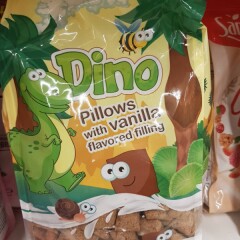 Dino
Pillows
with vanilla
flavored filling